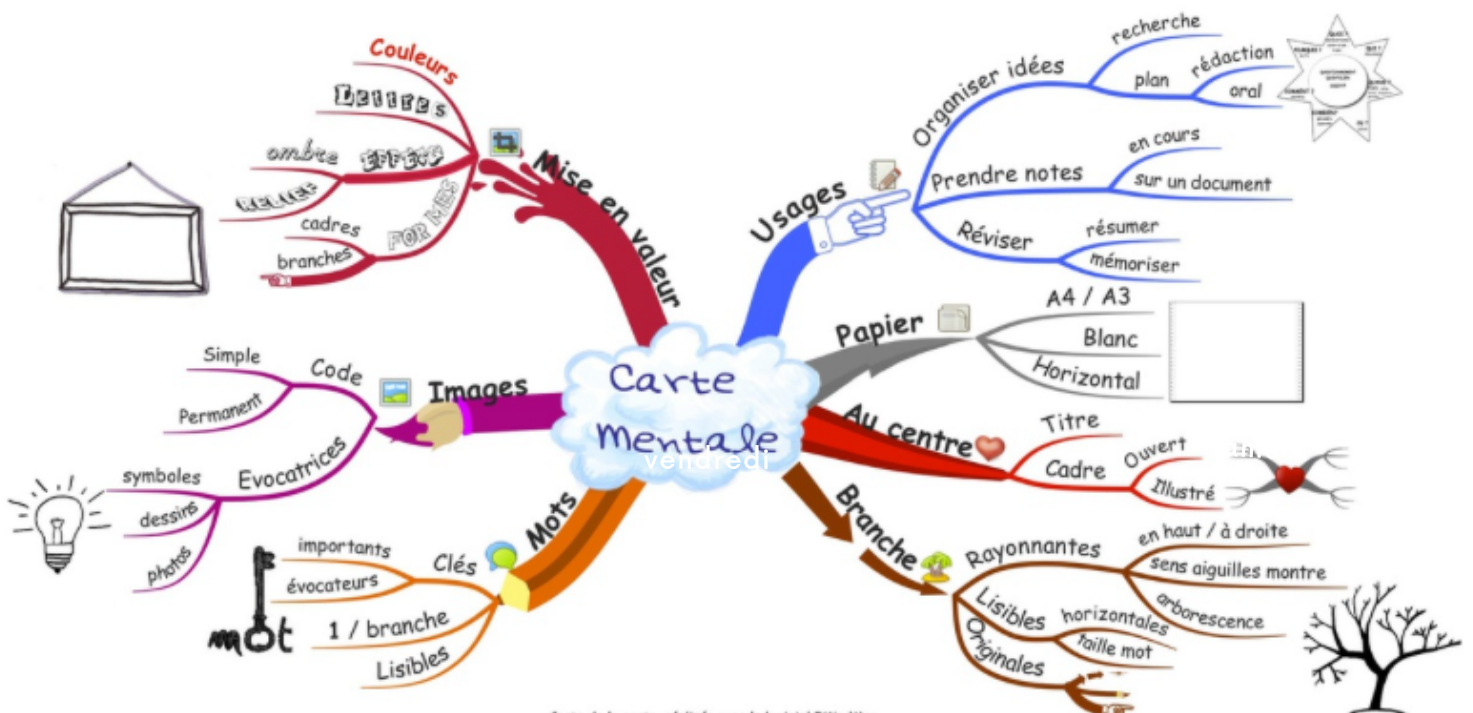 Carte
mentale
vendredi
Usages
Organiser idées
recherche
plan
rédaction
oral
Prendre notes
en cours
sur un document
Réviser
résumer
mémoriser
Papier
A4 / A3
Blanc
Horizontal
Au centre
Titre
Cadre
Ouvert
Illustré
Branche
Rayonnantes
en haut / à droite
sens aiguilles montre
arborescence
Lisibles
horizontales
taille mot
Originales
Mots
Clés
importants
évocateurs
1 / branche
Lisibles
mot
Images
Code
Simple
Permanent
Evocatrices
symboles
dessins
photos
Mise en valeur
Couleurs
LETTRES
EFFETS
ombre
RELIEF
FORMES
cadres
branches